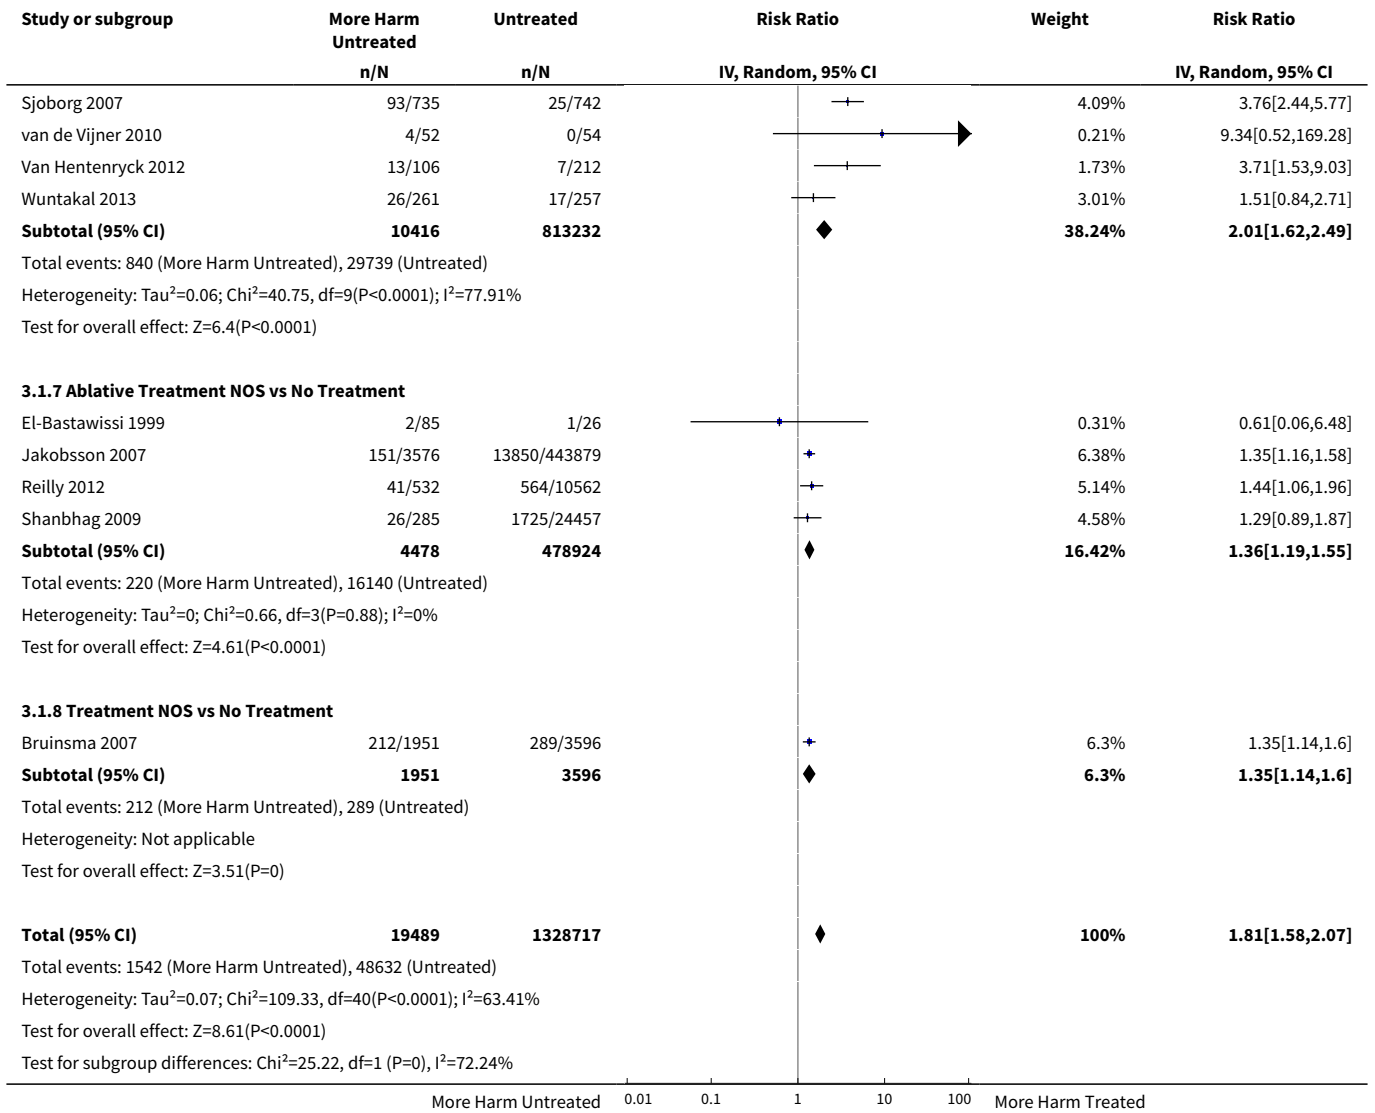 Study or subgroup More Harm Untreated Untreated Risk Ratio Weight Risk Ratio
n/N n/N IV, Random, 95% CI IV, Random, 95% CI
Sjoborg 2007 93/735 25/742 4.09% 3.76[2.44,5.77]
van de Vijner 2010 4/52 0/54 0.21% 9.34[0.52,169.28]
Van Hentenryck 2012 13/106 7/212 1.73% 3.71[1.53,9.03]
Wuntakal 2013 26/261 17/257 3.01% 1.51[0.84,2.71]
Subtotal (95% CI) 10416 813232 38.24% 2.01[1.62,2.49]
Total events: 840 (More Harm Untreated), 29739 (Untreated)
Heterogeneity: Tau²=0.06; Chi²=40.75, df=9(P<0.0001); I²=77.91%
Test for overall effect: Z=6.4(P<0.0001)
3.1.7 Ablative Treatment NOS vs No Treatment
El-Bastawissi 1999 2/85 1/26 0.31% 0.61[0.06,6.48]
Jakobsson 2007 151/3576 13850/443879 6.38% 1.35[1.16,1.58]
Reilly 2012 41/532 564/10562 5.14% 1.44[1.06,1.96]
Shanbhag 2009 26/285 1725/24457 4.58% 1.29[0.89,1.87]
Subtotal (95% CI) 4478 478924 16.42% 1.36[1.19,1.55]
Total events: 220 (More Harm Untreated), 16140 (Untreated)
Heterogeneity: Tau²=0; Chi²=0.66, df=3(P=0.88); I²=0%
Test for overall effect: Z=4.61(P<0.0001)
3.1.8 Treatment NOS vs No Treatment
Bruinsma 2007 212/1951 289/3596 6.3% 1.35[1.14,1.6]
Subtotal (95% CI) 1951 3596 6.3% 1.35[1.14,1.6]
Total events: 212 (More Harm Untreated), 289 (Untreated)
Heterogeneity: Not applicable
Test for overall effect: Z=3.51(P=0)
Total (95% CI) 19489 1328717 100% 1.81[1.58,2.07]
Total events: 1542 (More Harm Untreated), 48632 (Untreated)
Heterogeneity: Tau²=0.07; Chi²=109.33, df=40(P<0.0001); I²=63.41%
Test for overall effect: Z=8.61(P<0.0001)
Test for subgroup differences: Chi²=25.22, df=1 (P=0), I²=72.24%
More Harm Untreated 0.01 0.1 1 10 100 More Harm Treated